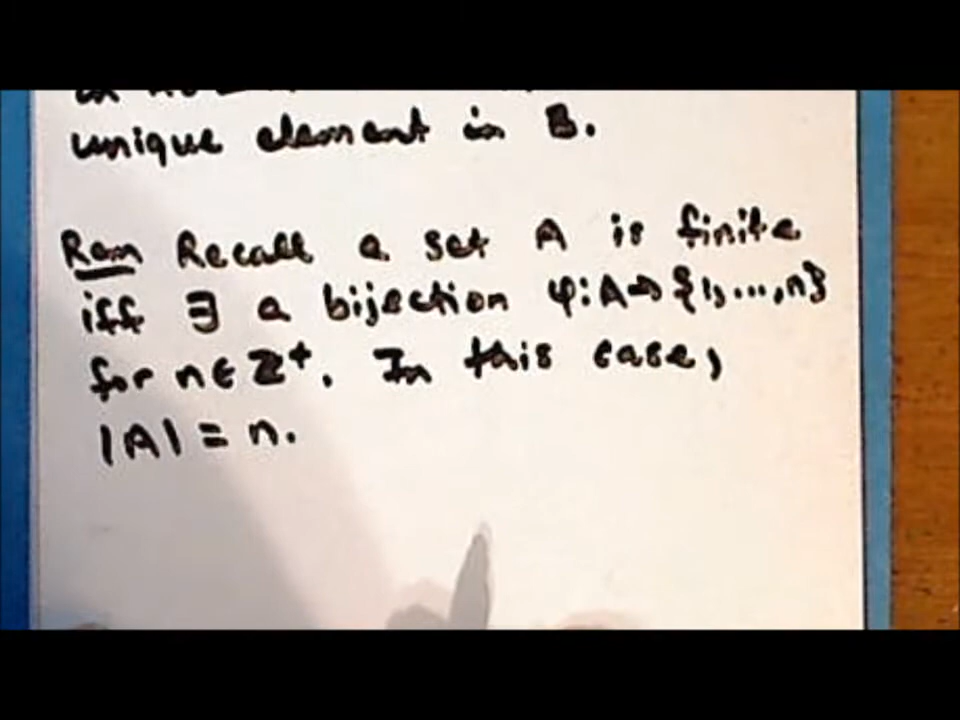 unique element in B.
Rem Recall a set A is finite
iff ∃ a bijection φ:A→{1,...,n}
for n∈ℤ⁺. In this case,
|A| = n.